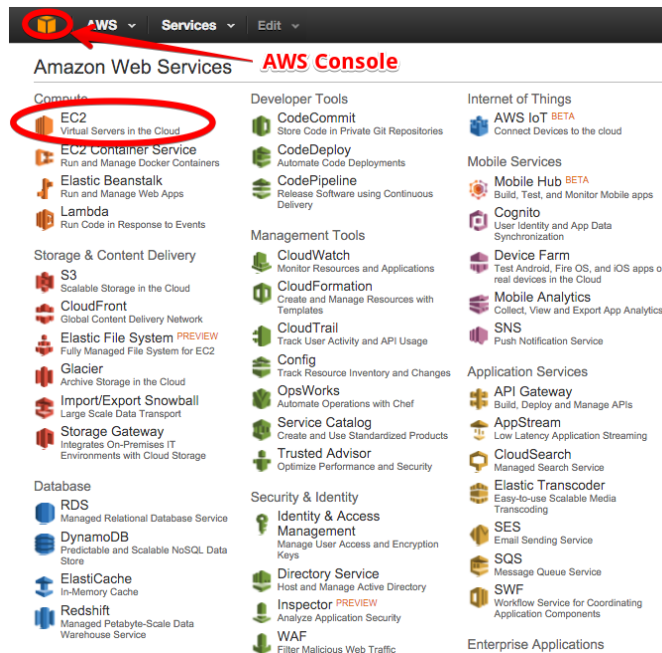 AWS Services Edit
AWS Console
Amazon Web Services
Compute
EC2
Virtual Servers in the Cloud
EC2 Container Service
Run and Manage Docker Containers
Elastic Beanstalk
Run and Manage Web Apps
Lambda
Run Code in Response to Events
Storage & Content Delivery
S3
Scalable Storage in the Cloud
CloudFront
Global Content Delivery Network
Elastic File System PREVIEW
Fully Managed File System for EC2
Glacier
Archive Storage in the Cloud
Import/Export Snowball
Large Scale Data Transport
Storage Gateway
Integrates On-Premises IT
Environments with Cloud Storage
Database
RDS
Managed Relational Database Service
DynamoDB
Predictable and Scalable NoSQL Data
Store
ElastiCache
In-Memory Cache
Redshift
Managed Petabyte-Scale Data
Warehouse Service
Developer Tools
CodeCommit
Store Code in Private Git Repositories
CodeDeploy
Automate Code Deployments
CodePipeline
Release Software using Continuous
Delivery
Management Tools
CloudWatch
Monitor Resources and Applications
CloudFormation
Create and Manage Resources with
Templates
CloudTrail
Track User Activity and API Usage
Config
Track Resource Inventory and Changes
OpsWorks
Automate Operations with Chef
Service Catalog
Create and Use Standardized Products
Trusted Advisor
Optimize Performance and Security
Security & Identity
Identity & Access
Management
Manage User Access and Encryption
Keys
Directory Service
Host and Manage Active Directory
Inspector PREVIEW
Analyze Application Security
WAF
Filter Malicious Web Traffic
Internet of Things
AWS IoT BETA
Connect Devices to the cloud
Mobile Services
Mobile Hub BETA
Build, Test, and Monitor Mobile apps
Cognito
User Identity and App Data
Synchronization
Device Farm
Test Android, Fire OS, and iOS apps o
real devices in the Cloud
Mobile Analytics
Collect, View and Export App Analytics
SNS
Push Notification Service
Application Services
API Gateway
Build, Deploy and Manage APIs
AppStream
Low Latency Application Streaming
CloudSearch
Managed Search Service
Elastic Transcoder
Easy-to-use Scalable Media
Transcoding
SES
Email Sending Service
SQS
Message Queue Service
SWF
Workflow Service for Coordinating
Application Components
Enterprise Applications